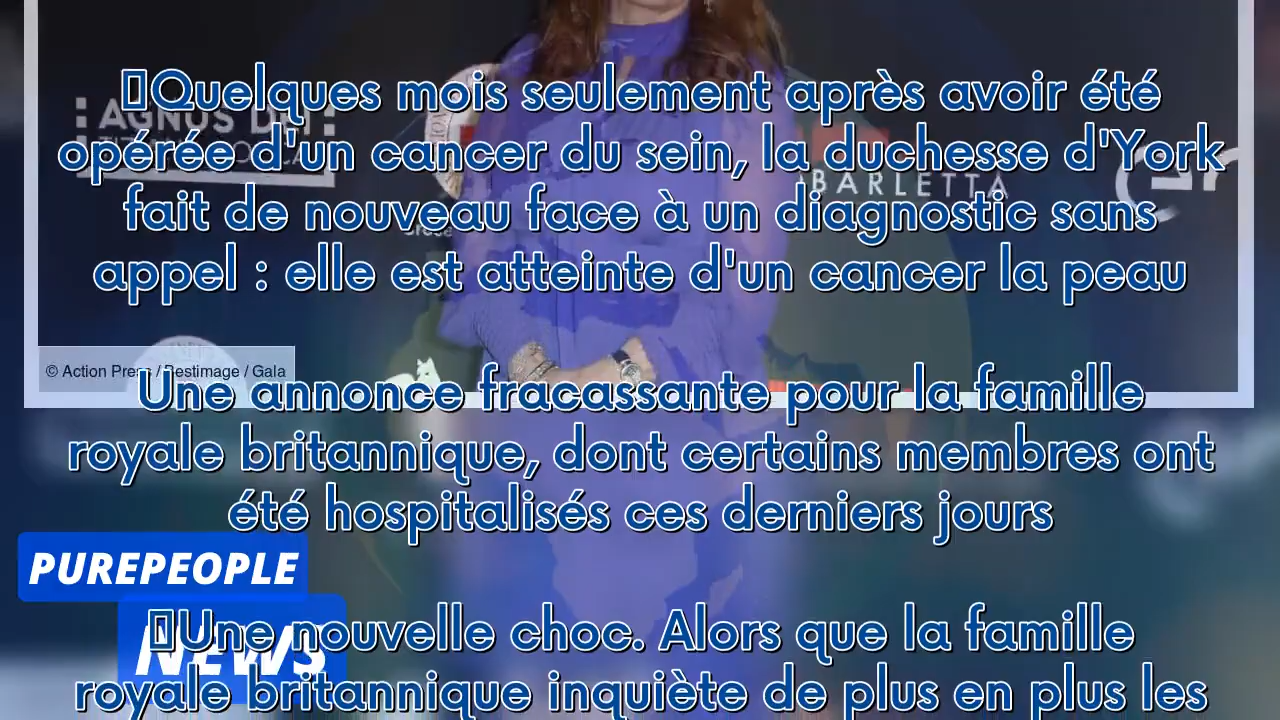 Quelques mois seulement après avoir été
opérée d'un cancer du sein, la duchesse d'York
fait de nouveau face à un diagnostic sans
appel : elle est atteinte d'un cancer la peau
AGNUS DEI
BARLETTA
© Action Press / Bestimage / Gala
Une annonce fracassante pour la famille
royale britannique, dont certains membres ont
été hospitalisés ces derniers jours
PUREPEOPLE
NEWS
Une nouvelle choc. Alors que la famille
royale britannique inquiète de plus en plus les